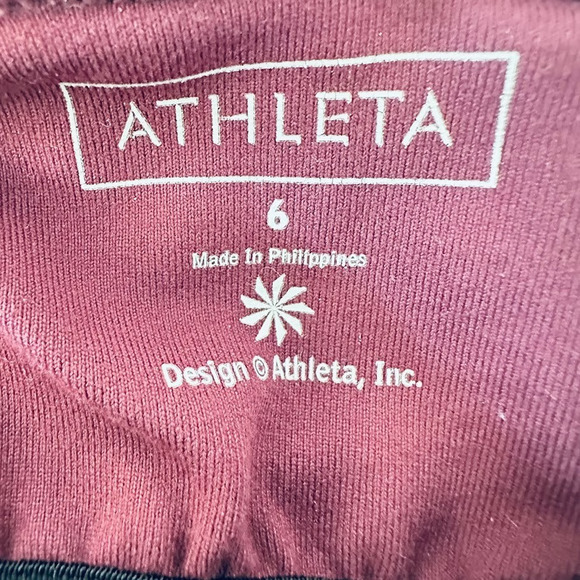 ATHLETA
6
Made in Philippines
Design © Athleta, Inc.